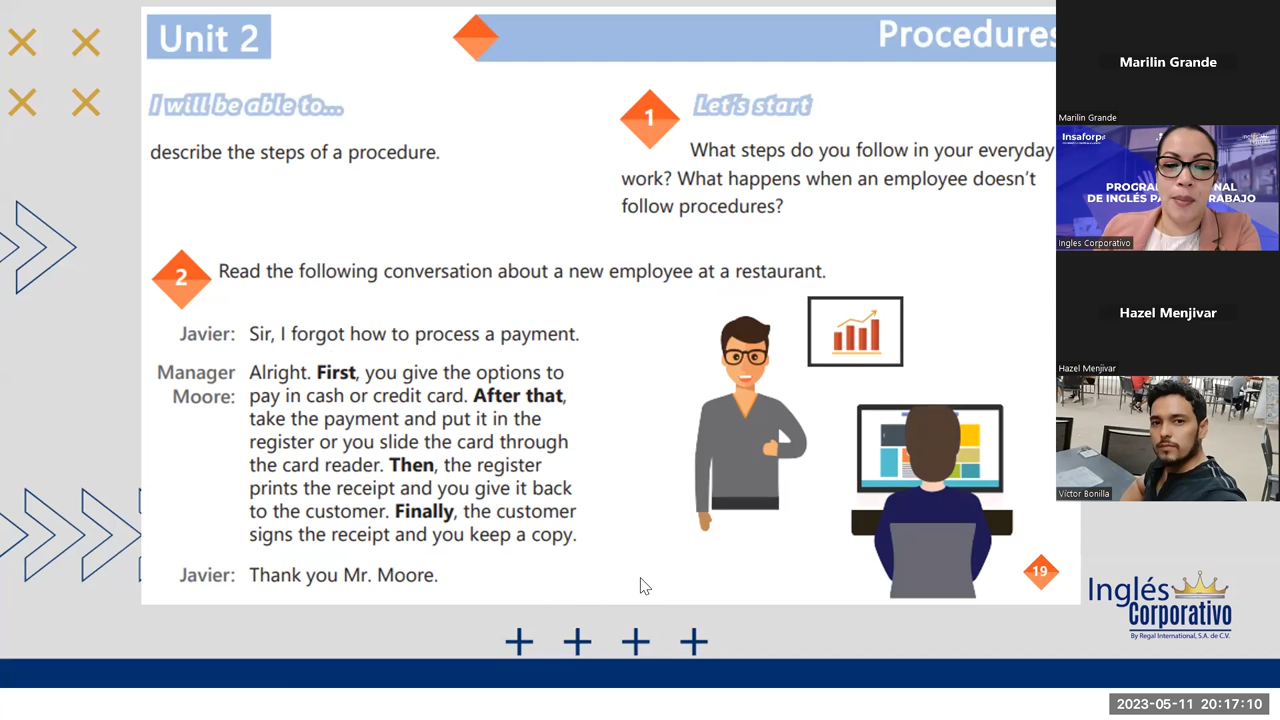 Unit 2
Procedures
I will be able to...
describe the steps of a procedure.
1
Let's start
What steps do you follow in your everyday
work? What happens when an employee doesn't
follow procedures?
2
Read the following conversation about a new employee at a restaurant.
Javier: Sir, I forgot how to process a payment.
Manager Alright. First, you give the options to
Moore: pay in cash or credit card. After that,
take the payment and put it in the
register or you slide the card through
the card reader. Then, the register
prints the receipt and you give it back
to the customer. Finally, the customer
signs the receipt and you keep a copy.
Javier: Thank you Mr. Moore.
19
Marilin Grande
Marilin Grande
Insaforp
Ingles Corporativo
Hazel Menjivar
Hazel Menjivar
Víctor Bonilla
Inglés
Corporativo
By Regal International, S.A. de C.V.
2023-05-11 20:17:10